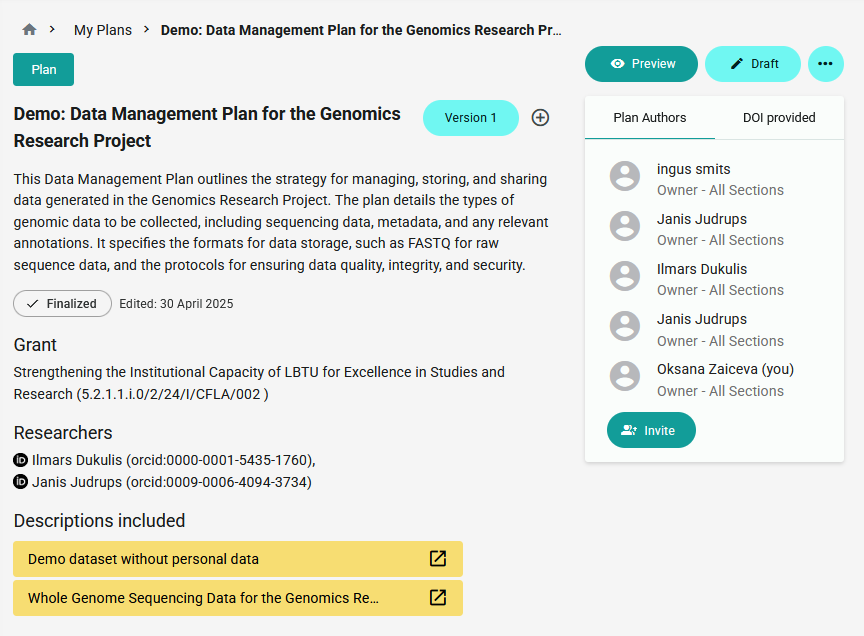 My Plans
Demo: Data Management Plan for the Genomics Research Pr...
Plan
Preview
Draft
Demo: Data Management Plan for the Genomics
Research Project
Version 1
This Data Management Plan outlines the strategy for managing, storing, and sharing
data generated in the Genomics Research Project. The plan details the types of
genomic data to be collected, including sequencing data, metadata, and any relevant
annotations. It specifies the formats for data storage, such as FASTQ for raw
sequence data, and the protocols for ensuring data quality, integrity, and security.
Finalized
Edited: 30 April 2025
Grant
Strengthening the Institutional Capacity of LBTU for Excellence in Studies and
Research (5.2.1.1.i.0/2/24/I/CFLA/002 )
Researchers
iD Ilmars Dukulis (orcid:0000-0001-5435-1760),
iD Janis Judrups (orcid:0009-0006-4094-3734)
Descriptions included
Demo dataset without personal data
Whole Genome Sequencing Data for the Genomics Re...
Plan Authors
DOI provided
ingus smits
Owner - All Sections
Janis Judrups
Owner - All Sections
Ilmars Dukulis
Owner - All Sections
Janis Judrups
Owner - All Sections
Oksana Zaiceva (you)
Owner - All Sections
Invite